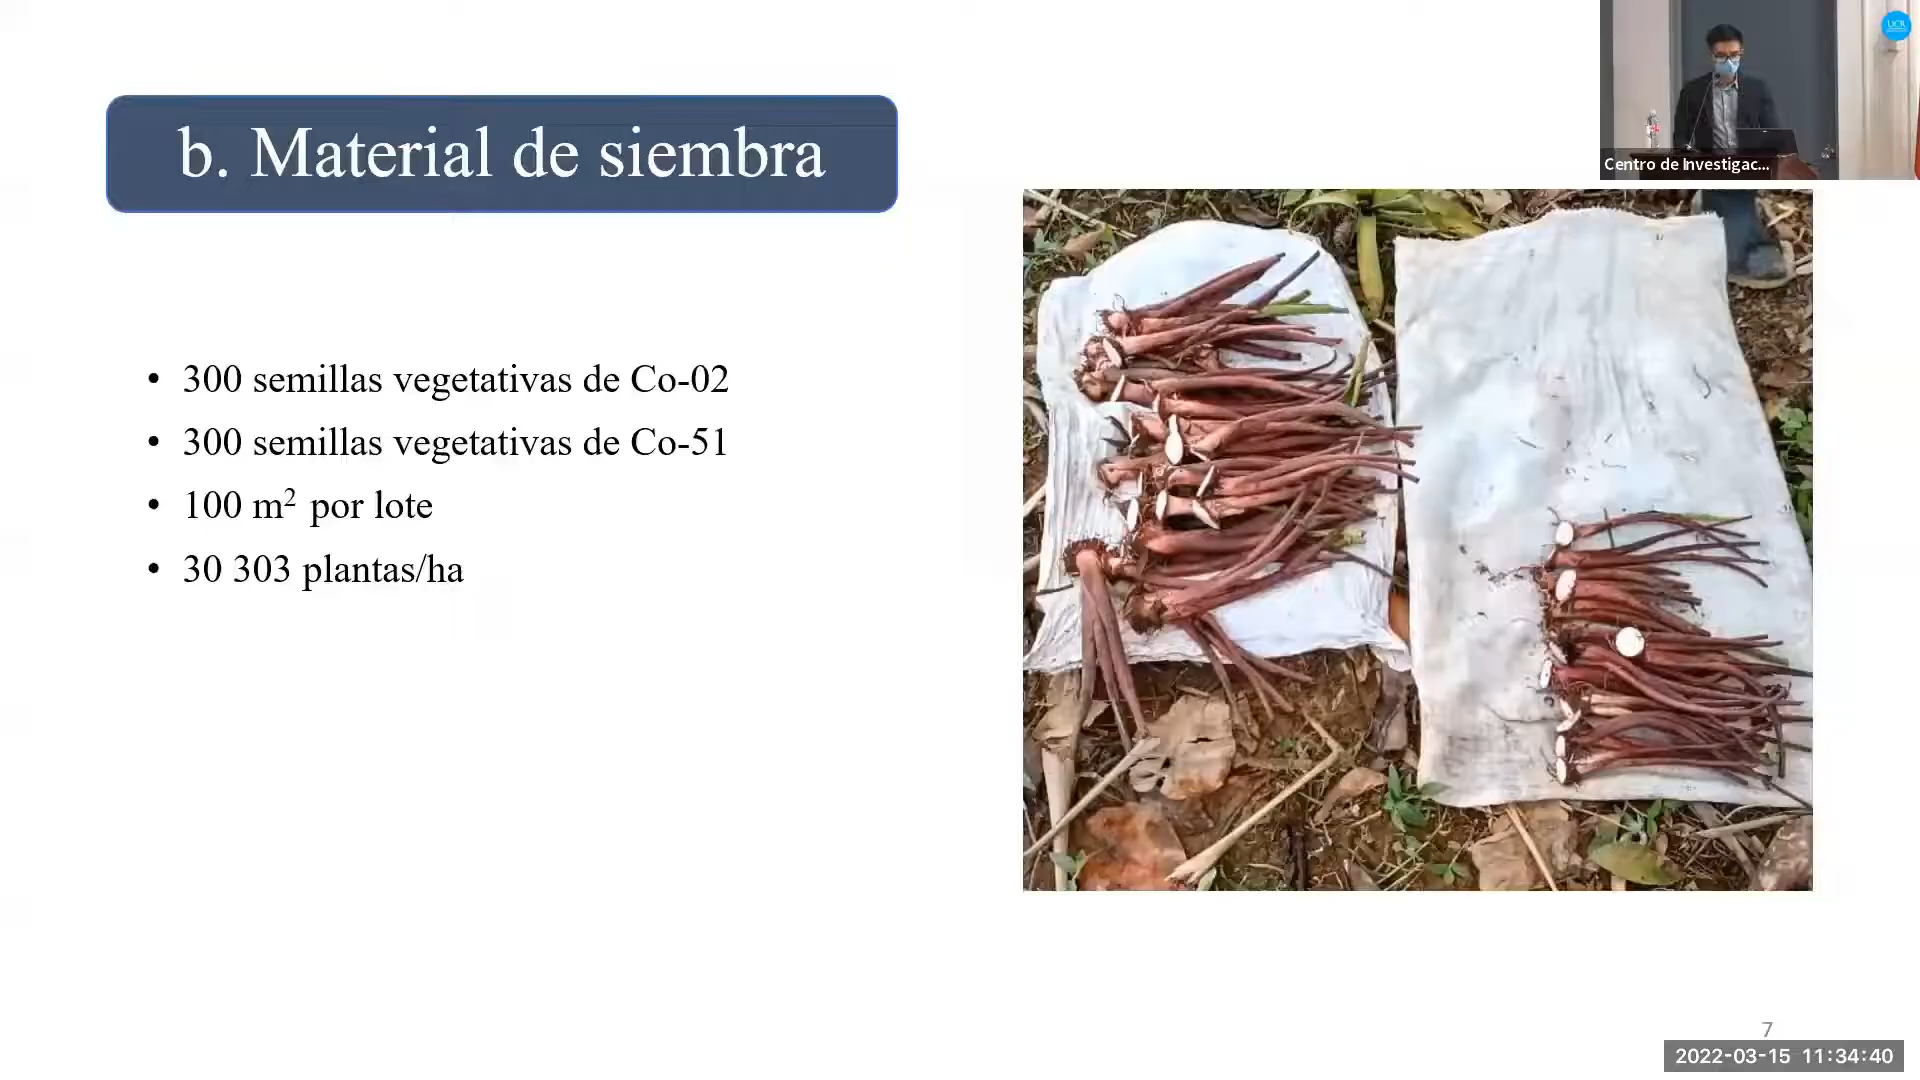 b. Material de siembra
• 300 semillas vegetativas de Co-02
• 300 semillas vegetativas de Co-51
• 100 m² por lote
• 30 303 plantas/ha
UCR
Centro de Investigac...
7
2022-03-15 11:34:40